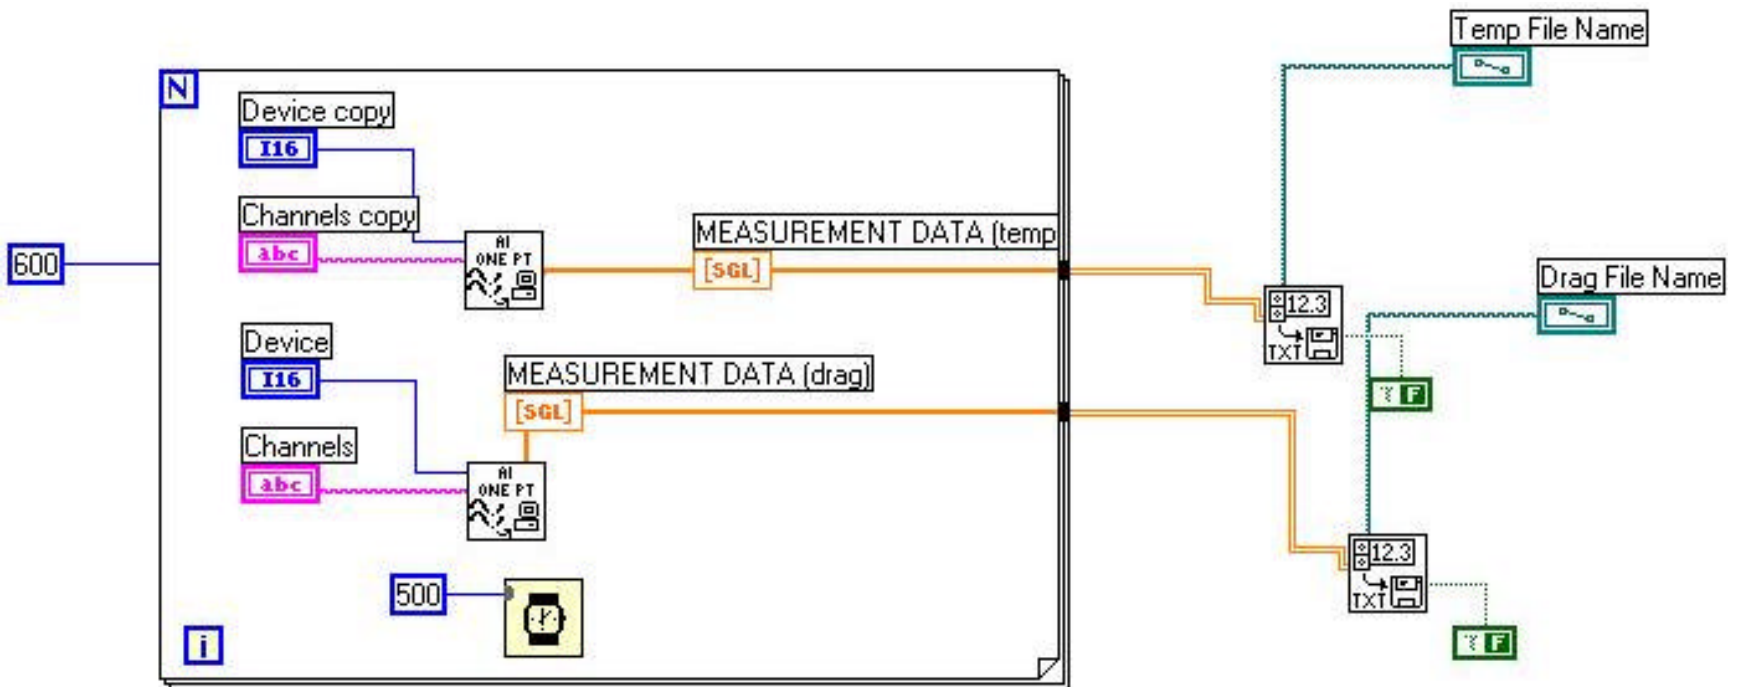 Temp File Name
N
Device copy
I16
Channels copy
abc
AI
ONE PT
MEASUREMENT DATA (temp
[SGL]
600
Drag File Name
12.3
TXT
F
Device
I16
MEASUREMENT DATA (drag)
[SGL]
Channels
abc
AI
ONE PT
12.3
TXT
500
F
i